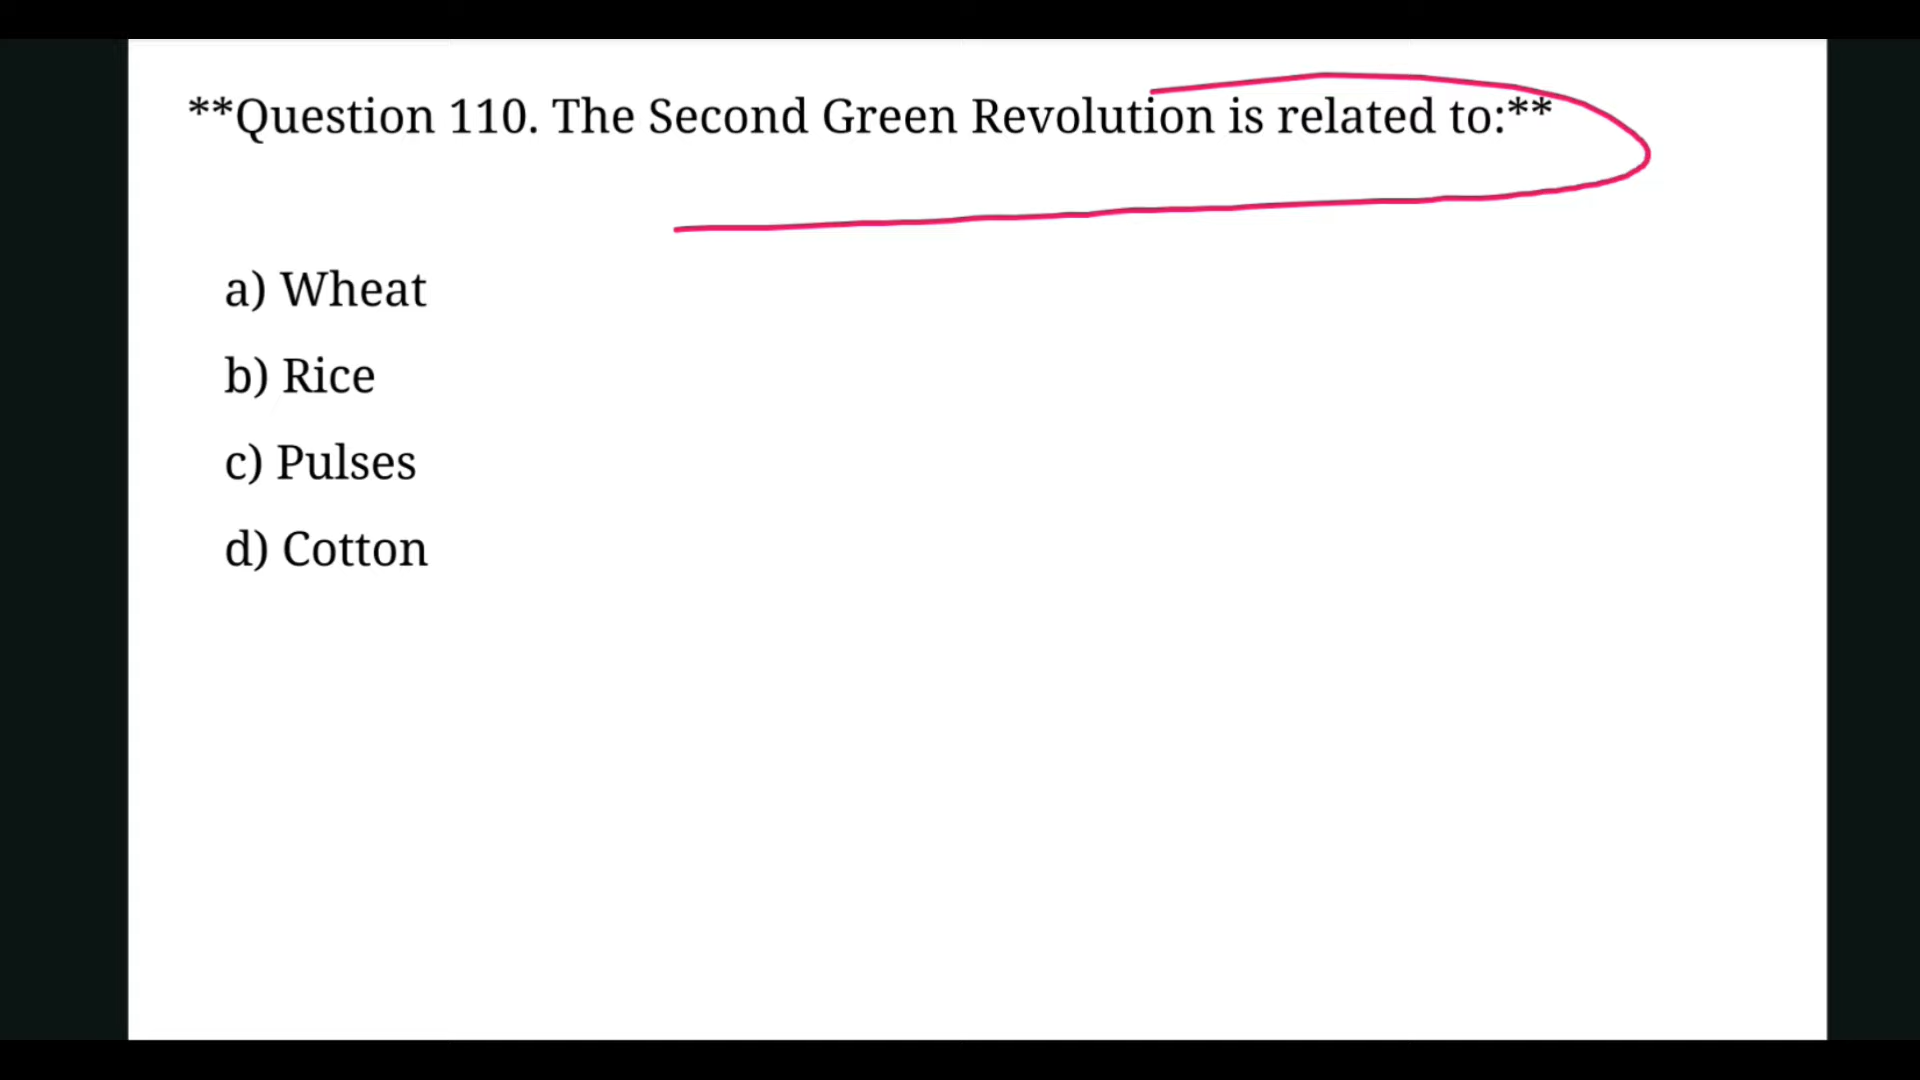 **Question 110. The Second Green Revolution is related to:**
a) Wheat
b) Rice
c) Pulses
d) Cotton